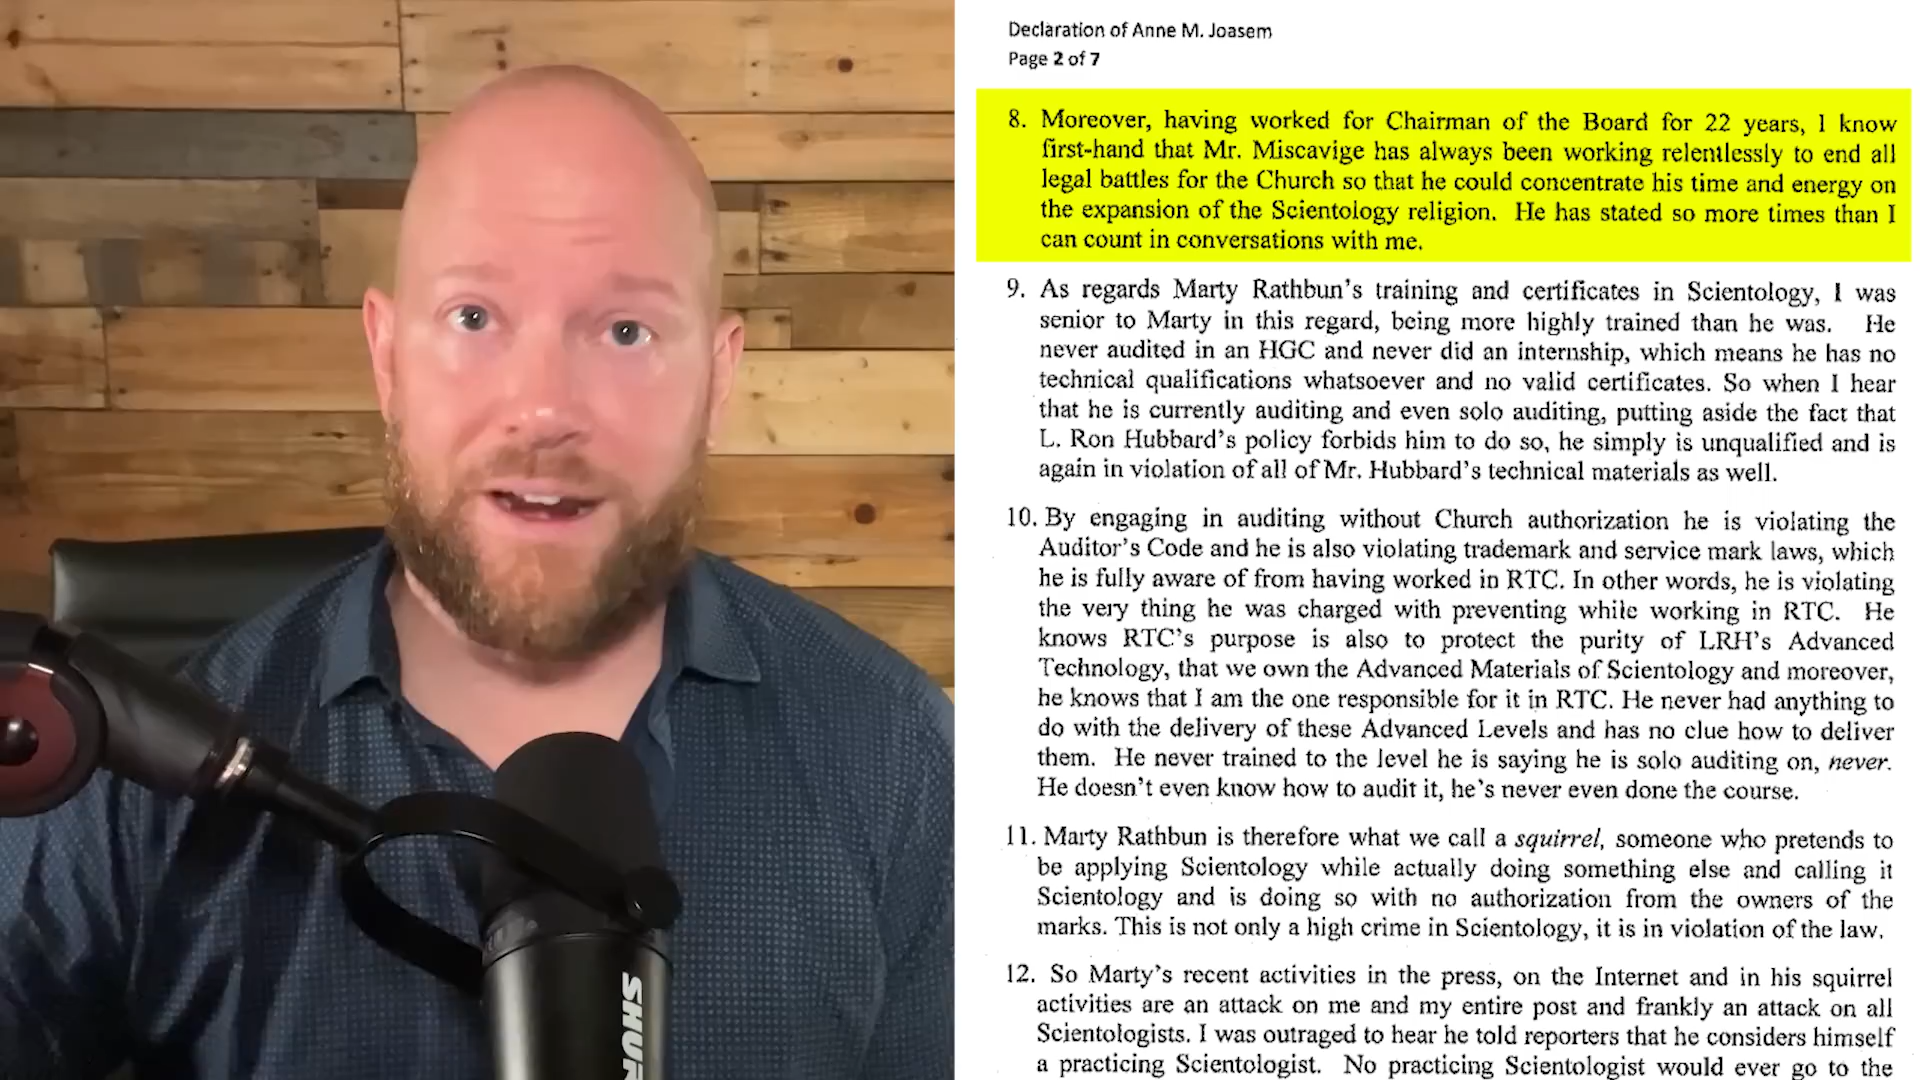 Declaration of Anne M. Joasem
Page 2 of 7
8. Moreover, having worked for Chairman of the Board for 22 years, I know
first-hand that Mr. Miscavige has always been working relentlessly to end all
legal battles for the Church so that he could concentrate his time and energy on
the expansion of the Scientology religion. He has stated so more times than I
can count in conversations with me.
9. As regards Marty Rathbun's training and certificates in Scientology, I was
senior to Marty in this regard, being more highly trained than he was. He
never audited in an HGC and never did an internship, which means he has no
technical qualifications whatsoever and no valid certificates. So when I hear
that he is currently auditing and even solo auditing, putting aside the fact that
L. Ron Hubbard's policy forbids him to do so, he simply is unqualified and is
again in violation of all of Mr. Hubbard's technical materials as well.
10. By engaging in auditing without Church authorization he is violating the
Auditor's Code and he is also violating trademark and service mark laws, which
he is fully aware of from having worked in RTC. In other words, he is violating
the very thing he was charged with preventing while working in RTC. He
knows RTC's purpose is also to protect the purity of LRH's Advanced
Technology, that we own the Advanced Materials of Scientology and moreover,
he knows that I am the one responsible for it in RTC. He never had anything to
do with the delivery of these Advanced Levels and has no clue how to deliver
them. He never trained to the level he is saying he is solo auditing on, never.
He doesn't even know how to audit it, he's never even done the course.
11. Marty Rathbun is therefore what we call a squirrel, someone who pretends to
be applying Scientology while actually doing something else and calling it
Scientology and is doing so with no authorization from the owners of the
marks. This is not only a high crime in Scientology, it is in violation of the law.
12. So Marty's recent activities in the press, on the Internet and in his squirrel
activities are an attack on me and my entire post and frankly an attack on all
Scientologists. I was outraged to hear he told reporters that he considers himself
a practicing Scientologist. No practicing Scientologist would ever go to the
SHUR